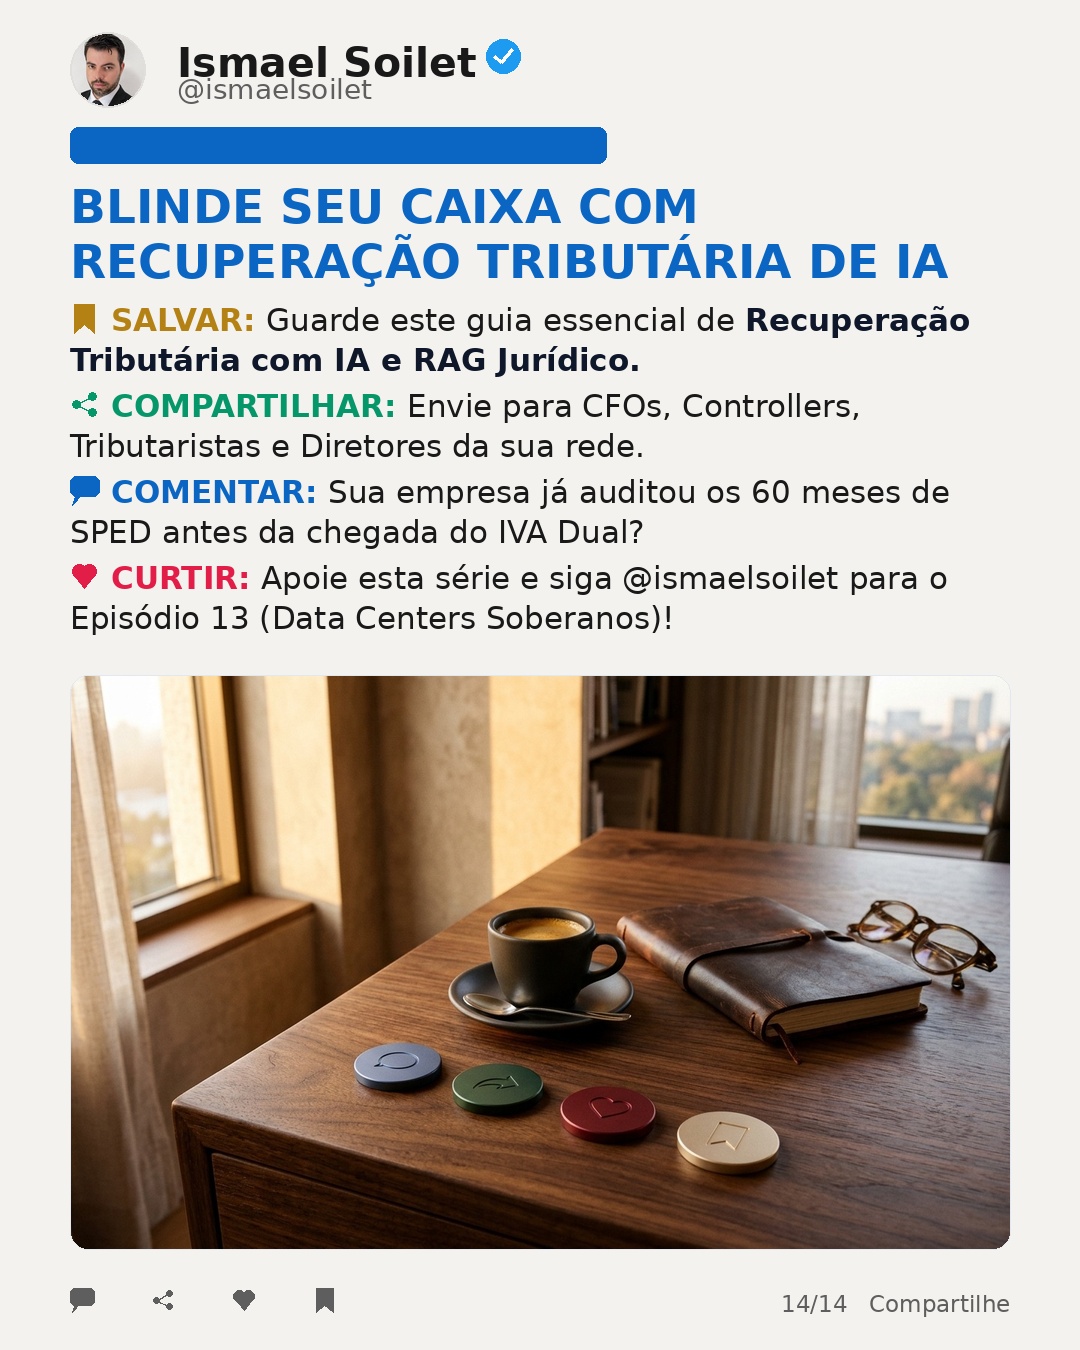 Ismael Soilet
@ismaelsoilet
BLINDE SEU CAIXA COM
RECUPERAÇÃO TRIBUTÁRIA DE IA
SALVAR: Guarde este guia essencial de Recuperação
Tributária com IA e RAG Jurídico.
COMPARTILHAR: Envie para CFOs, Controllers,
Tributaristas e Diretores da sua rede.
COMENTAR: Sua empresa já auditou os 60 meses de
SPED antes da chegada do IVA Dual?
CURTIR: Apoie esta série e siga @ismaelsoilet para o
Episódio 13 (Data Centers Soberanos)!
14/14 Compartilhe